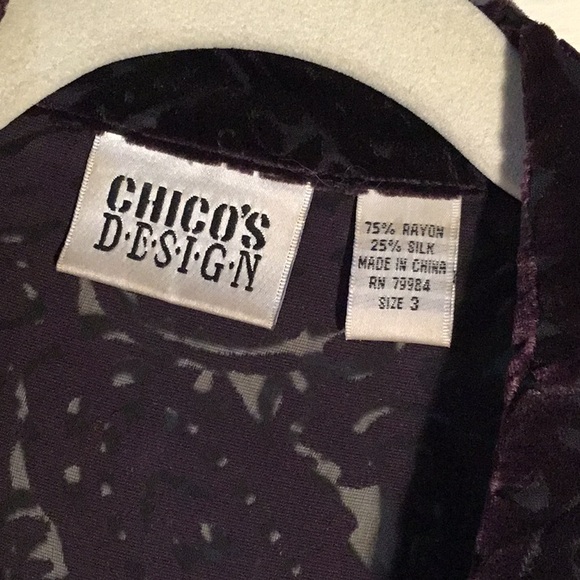 CHICO'S
D·E·S·I·G·N
75% RAYON
25% SILK
MADE IN CHINA
RN 79984
SIZE 3